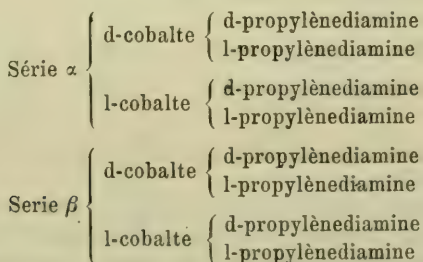 Série α
d-cobalte
d-propylènediamine
l-propylènediamine
l-cobalte
d-propylènediamine
l-propylènediamine
Serie β
d-cobalte
d-propylènediamine
l-propylènediamine
l-cobalte
d-propylènediamine
l-propylènediamine